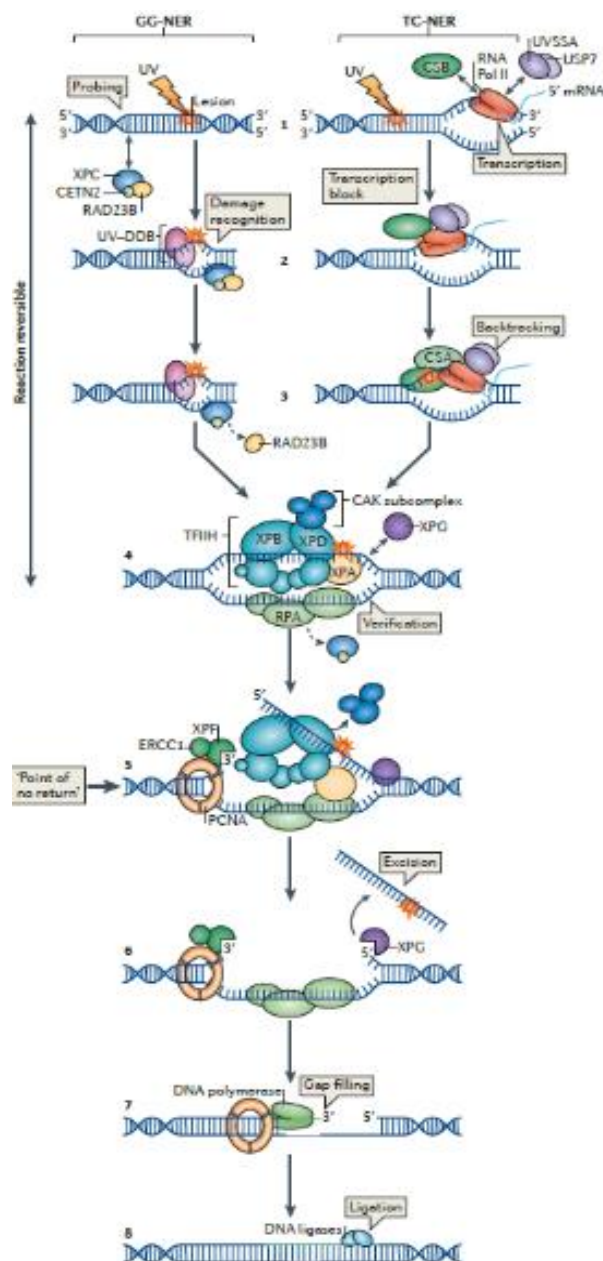 GG-NER
TC-NER
Probing
UV
Lesion
5′
3′
3′
5′
XPC
CETN2
RAD23B
1
UV
CSB
RNA
Pol II
UVSSA
USP7
5′ mRNA
5′
3′
3′
5′
Transcription
Reaction reversible
Damage
recognition
UV–DDB
2
Transcription
block
3
RAD23B
Backtracking
CSA
4
TFIIH
XPB
XPD
CAK subcomplex
XPG
XPA
RPA
Verification
5
'Point of
no return'
5′
XPF
ERCC1
3′
PCNA
6
Excision
3′
5′
XPG
7
DNA polymerase
Gap filling
3′
5′
8
DNA ligases
Ligation